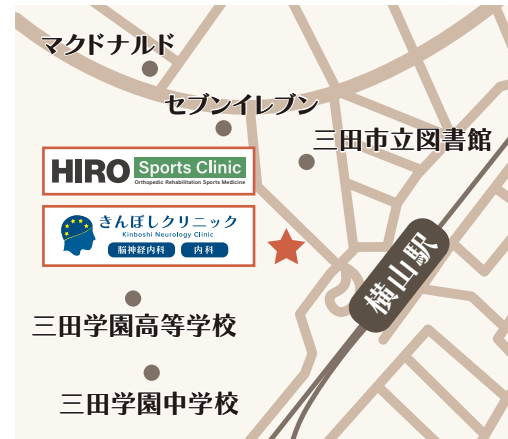 マクドナルド
セブンイレブン
三田市立図書館
HIRO Sports Clinic
Orthopedic Rehabilitation Sports Medicine
きんぼしクリニック
Kinboshi Neurology Clinic
脳神経内科 内科
横山駅
三田学園高等学校
三田学園中学校